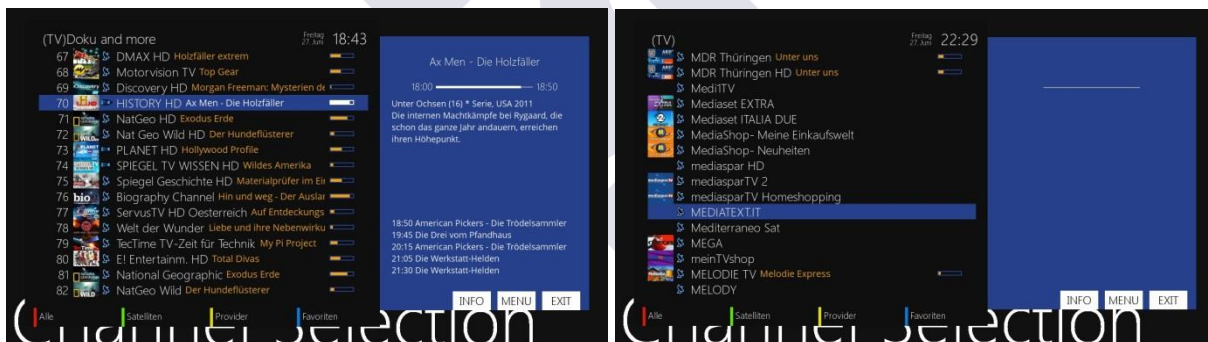 (TV)Doku and more Freitag 27. Juni 18:43
67 DMAX HD Holzfäller extrem
68 Motorvision TV Top Gear
69 Discovery HD Morgan Freeman: Mysterien de
70 HISTORY HD Ax Men - Die Holzfäller
71 NatGeo HD Exodus Erde
72 Nat Geo Wild HD Der Hundeflüsterer
73 PLANET HD Hollywood Profile
74 SPIEGEL TV WISSEN HD Wildes Amerika
75 Spiegel Geschichte HD Materialprüfer im Ein
76 Biography Channel Hin und weg - Der Auslan
77 ServusTV HD Oesterreich Auf Entdeckungs
78 Welt der Wunder Liebe und ihre Nebenwirku
79 TecTime TV-Zeit für Technik My Pi Project
80 E! Entertainm. HD Total Divas
81 National Geographic Exodus Erde
82 NatGeo Wild Der Hundeflüsterer
Ax Men - Die Holzfäller
18:00 18:50
Unter Ochsen (16) * Serie, USA 2011
Die internen Machtkämpfe bei Rygaard, die
schon das ganze Jahr andauern, erreichen
ihren Höhepunkt.
18:50 American Pickers - Die Trödelsammler
19:45 Die Drei vom Pfandhaus
20:15 American Pickers - Die Trödelsammler
21:05 Die Werkstatt-Helden
21:30 Die Werkstatt-Helden
INFO MENU EXIT
Alle Satelliten Provider Favoriten
Channel Selection
(TV) Freitag 27. Juni 22:29
MDR Thüringen Unter uns
MDR Thüringen HD Unter uns
Medi1TV
Mediaset EXTRA
Mediaset ITALIA DUE
MediaShop- Meine Einkaufswelt
MediaShop- Neuheiten
mediaspar HD
mediasparTV 2
mediasparTV Homeshopping
MEDIATEXT.IT
Mediterraneo Sat
MEGA
meinTVshop
MELODIE TV Melodie Express
MELODY
INFO MENU EXIT
Alle Satelliten Provider Favoriten
Channel Selection